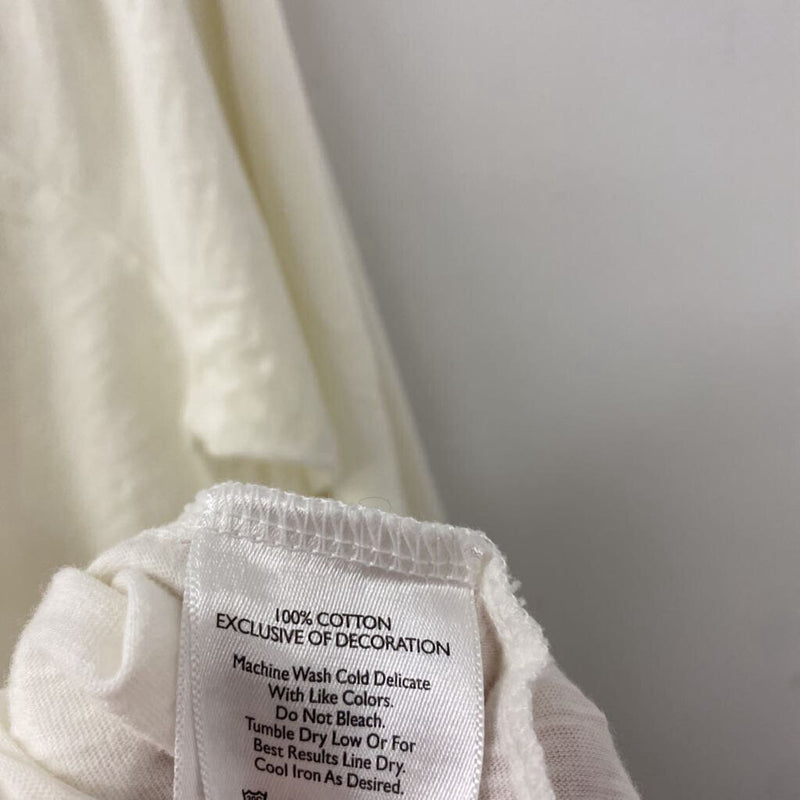 100% COTTON
EXCLUSIVE OF DECORATION
Machine Wash Cold Delicate
With Like Colors.
Do Not Bleach.
Tumble Dry Low Or For
Best Results Line Dry.
Cool Iron As Desired.